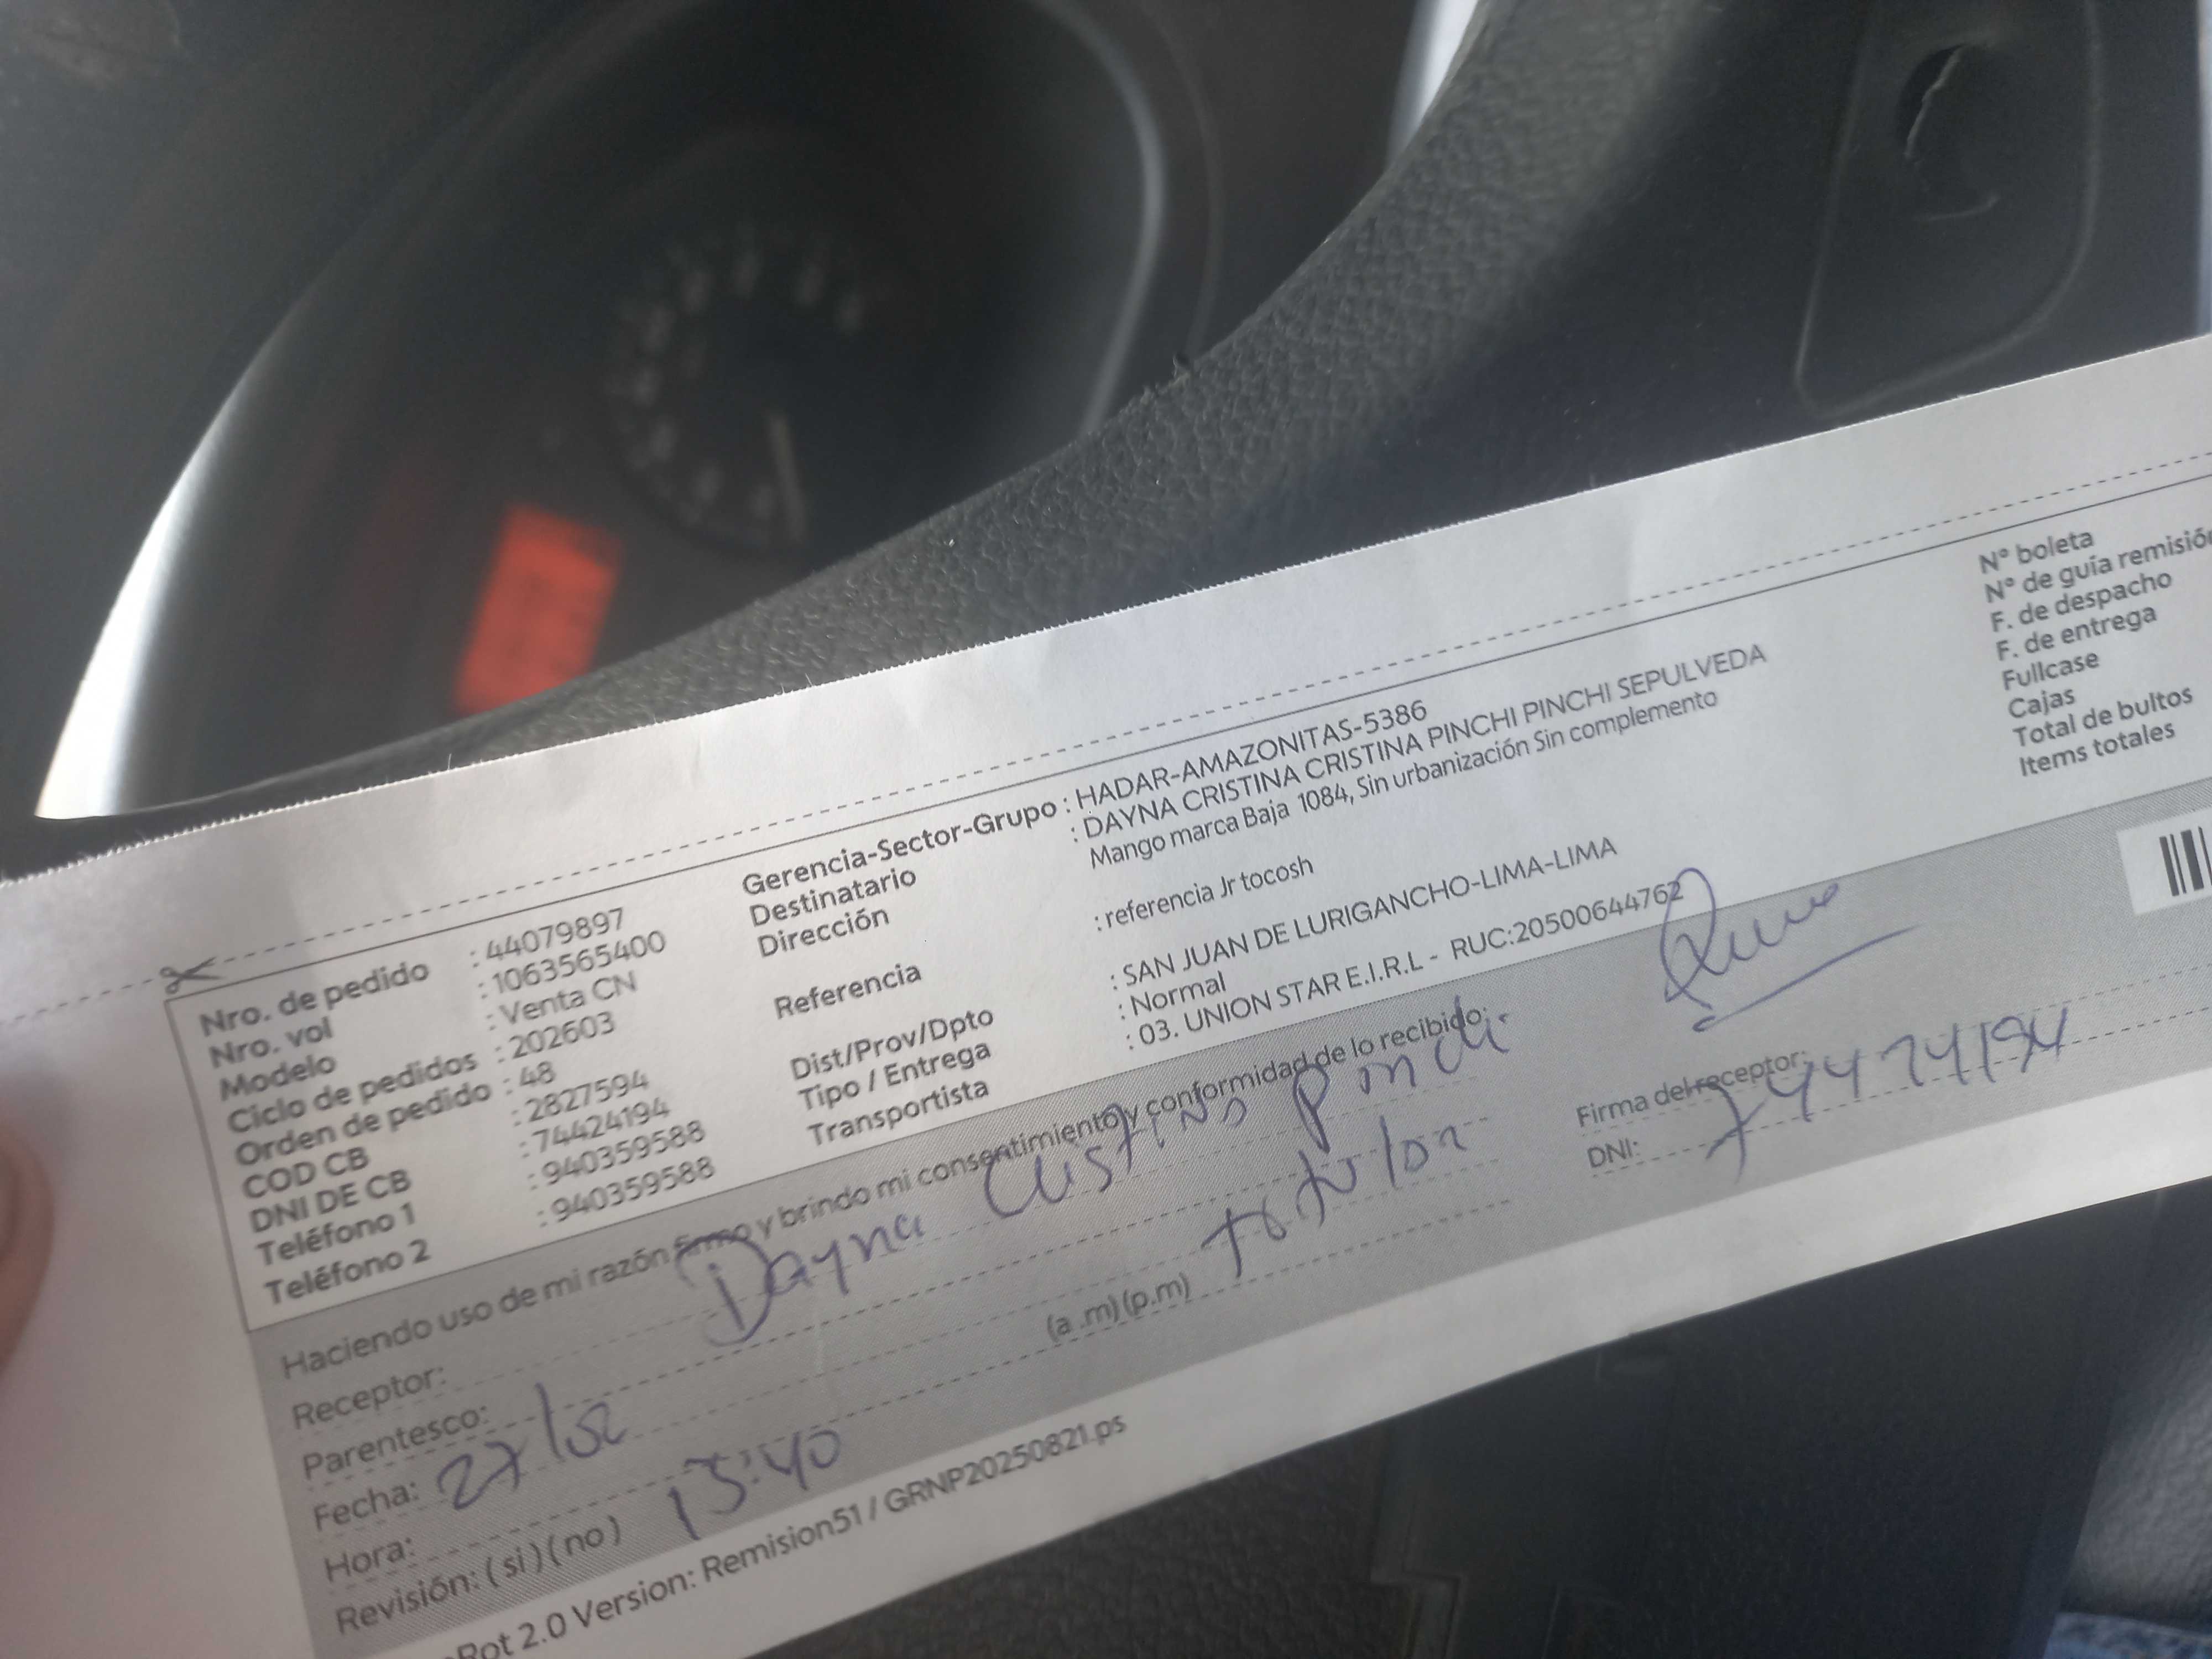 Nro. de pedido : 44079897
Nro. vol : 1063565400
Modelo : Venta CN
Ciclo de pedidos : 202603
Orden de pedido : 48
COD CB : 2827594
DNI DE CB : 74424194
Teléfono 1 : 940359588
Teléfono 2 : 940359588
Gerencia-Sector-Grupo : HADAR-AMAZONITAS-5386
Destinatario : DAYNA CRISTINA CRISTINA PINCHI PINCHI SEPULVEDA
Dirección Mango marca Baja 1084, Sin urbanización Sin complemento
Referencia : referencia Jr tocosh
Dist/Prov/Dpto : SAN JUAN DE LURIGANCHO-LIMA-LIMA
Tipo / Entrega : Normal
Transportista : 03. UNION STAR E.I.R.L - RUC:20500644762
N° boleta
N° de guía remisión
F. de despacho
F. de entrega
Fullcase
Cajas
Total de bultos
Items totales
Haciendo uso de mi razón firmo y brindo mi consentimiento y conformidad de lo recibido:
Receptor: Dayna Cristina Pinchi
Parentesco:
Fecha: 27/02
Hora: 13:40 (a .m) (p.m)
Revisión: ( si ) ( no )
Firma del receptor:
DNI:
Rot 2.0 Version: Remision51 / GRNP20250821.ps